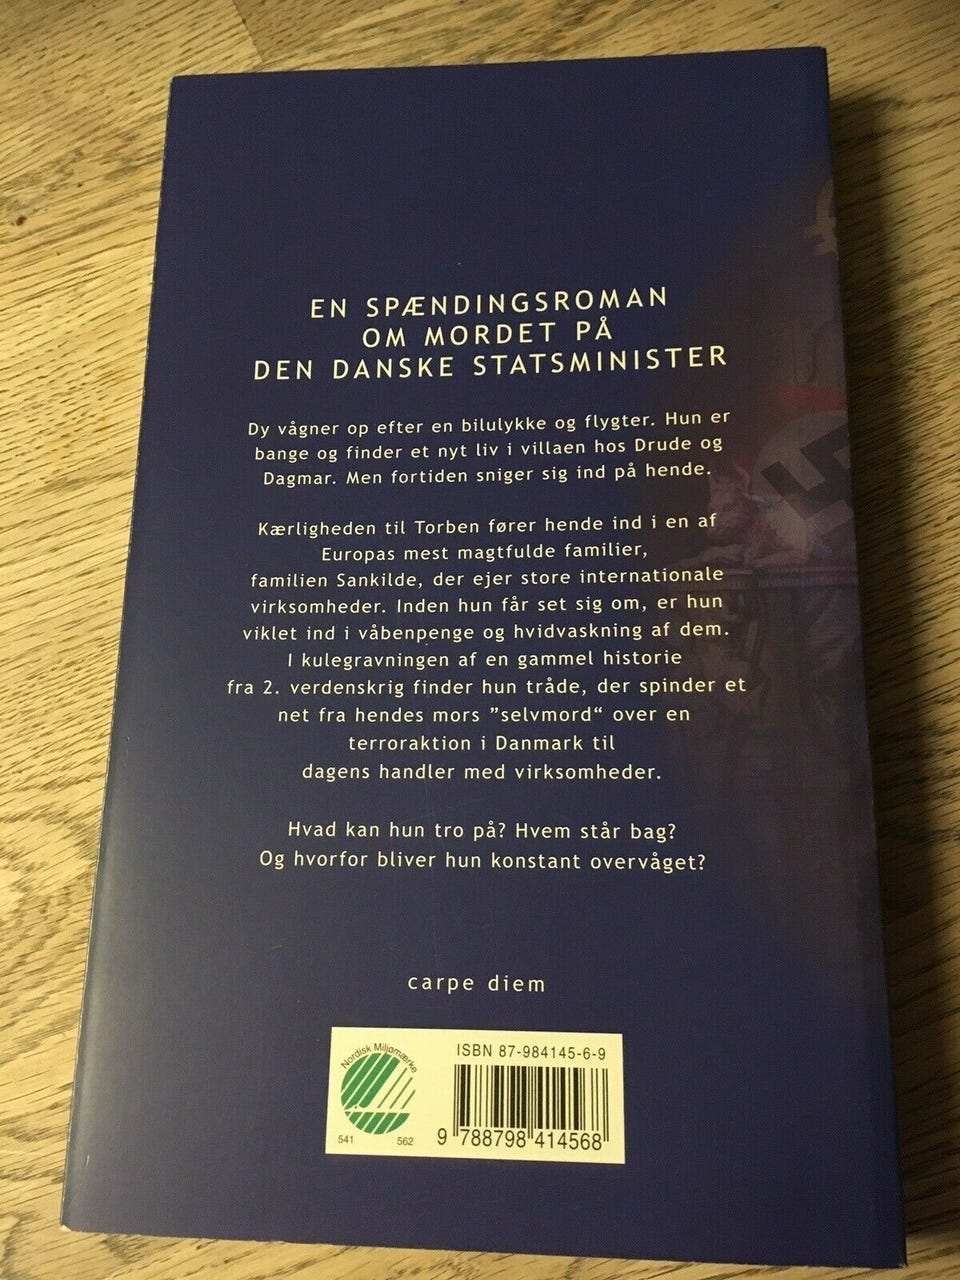 EN SPÆNDINGSROMAN
OM MORDET PÅ
DEN DANSKE STATSMINISTER
Dy vågner op efter en bilulykke og flygter. Hun er
bange og finder et nyt liv i villaen hos Drude og
Dagmar. Men fortiden sniger sig ind på hende.
Kærligheden til Torben fører hende ind i en af
Europas mest magtfulde familier,
familien Sankilde, der ejer store internationale
virksomheder. Inden hun får set sig om, er hun
viklet ind i våbenpenge og hvidvaskning af dem.
I kulegravningen af en gammel historie
fra 2. verdenskrig finder hun tråde, der spinder et
net fra hendes mors ”selvmord“ over en
terroraktion i Danmark til
dagens handler med virksomheder.
Hvad kan hun tro på? Hvem står bag?
Og hvorfor bliver hun konstant overvåget?
carpe diem
Nordisk Miljømærke
541 562
ISBN 87-984145-6-9
9 788798 414568